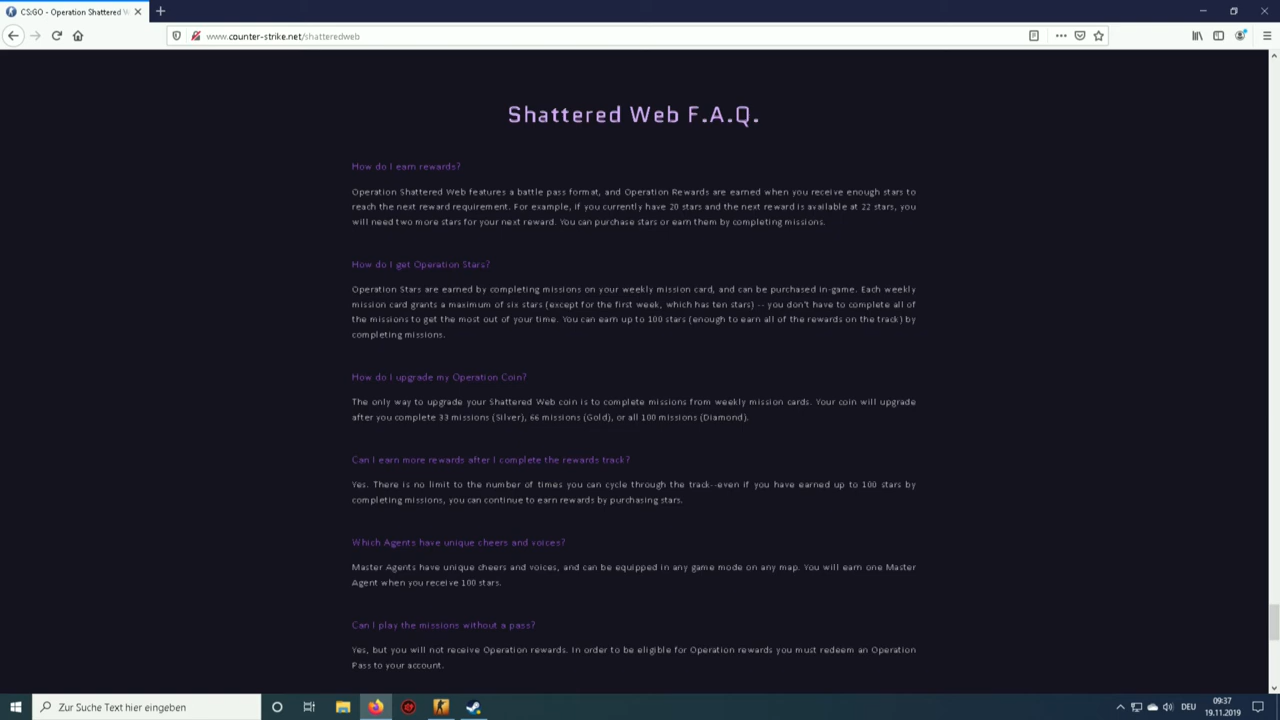 CS:GO - Operation Shattered W
www.counter-strike.net/shatteredweb
Shattered Web F.A.Q.
How do I earn rewards?
Operation Shattered Web features a battle pass format, and Operation Rewards are earned when you receive enough stars to
reach the next reward requirement. For example, if you currently have 20 stars and the next reward is available at 22 stars, you
will need two more stars for your next reward. You can purchase stars or earn them by completing missions.
How do I get Operation Stars?
Operation Stars are earned by completing missions on your weekly mission card, and can be purchased in-game. Each weekly
mission card grants a maximum of six stars (except for the first week, which has ten stars) -- you don't have to complete all of
the missions to get the most out of your time. You can earn up to 100 stars (enough to earn all of the rewards on the track) by
completing missions.
How do I upgrade my Operation Coin?
The only way to upgrade your Shattered Web coin is to complete missions from weekly mission cards. Your coin will upgrade
after you complete 33 missions (Silver), 66 missions (Gold), or all 100 missions (Diamond).
Can I earn more rewards after I complete the rewards track?
Yes. There is no limit to the number of times you can cycle through the track--even if you have earned up to 100 stars by
completing missions, you can continue to earn rewards by purchasing stars.
Which Agents have unique cheers and voices?
Master Agents have unique cheers and voices, and can be equipped in any game mode on any map. You will earn one Master
Agent when you receive 100 stars.
Can I play the missions without a pass?
Yes, but you will not receive Operation rewards. In order to be eligible for Operation rewards you must redeem an Operation
Pass to your account.
Zur Suche Text hier eingeben
DEU
09:37
19.11.2019